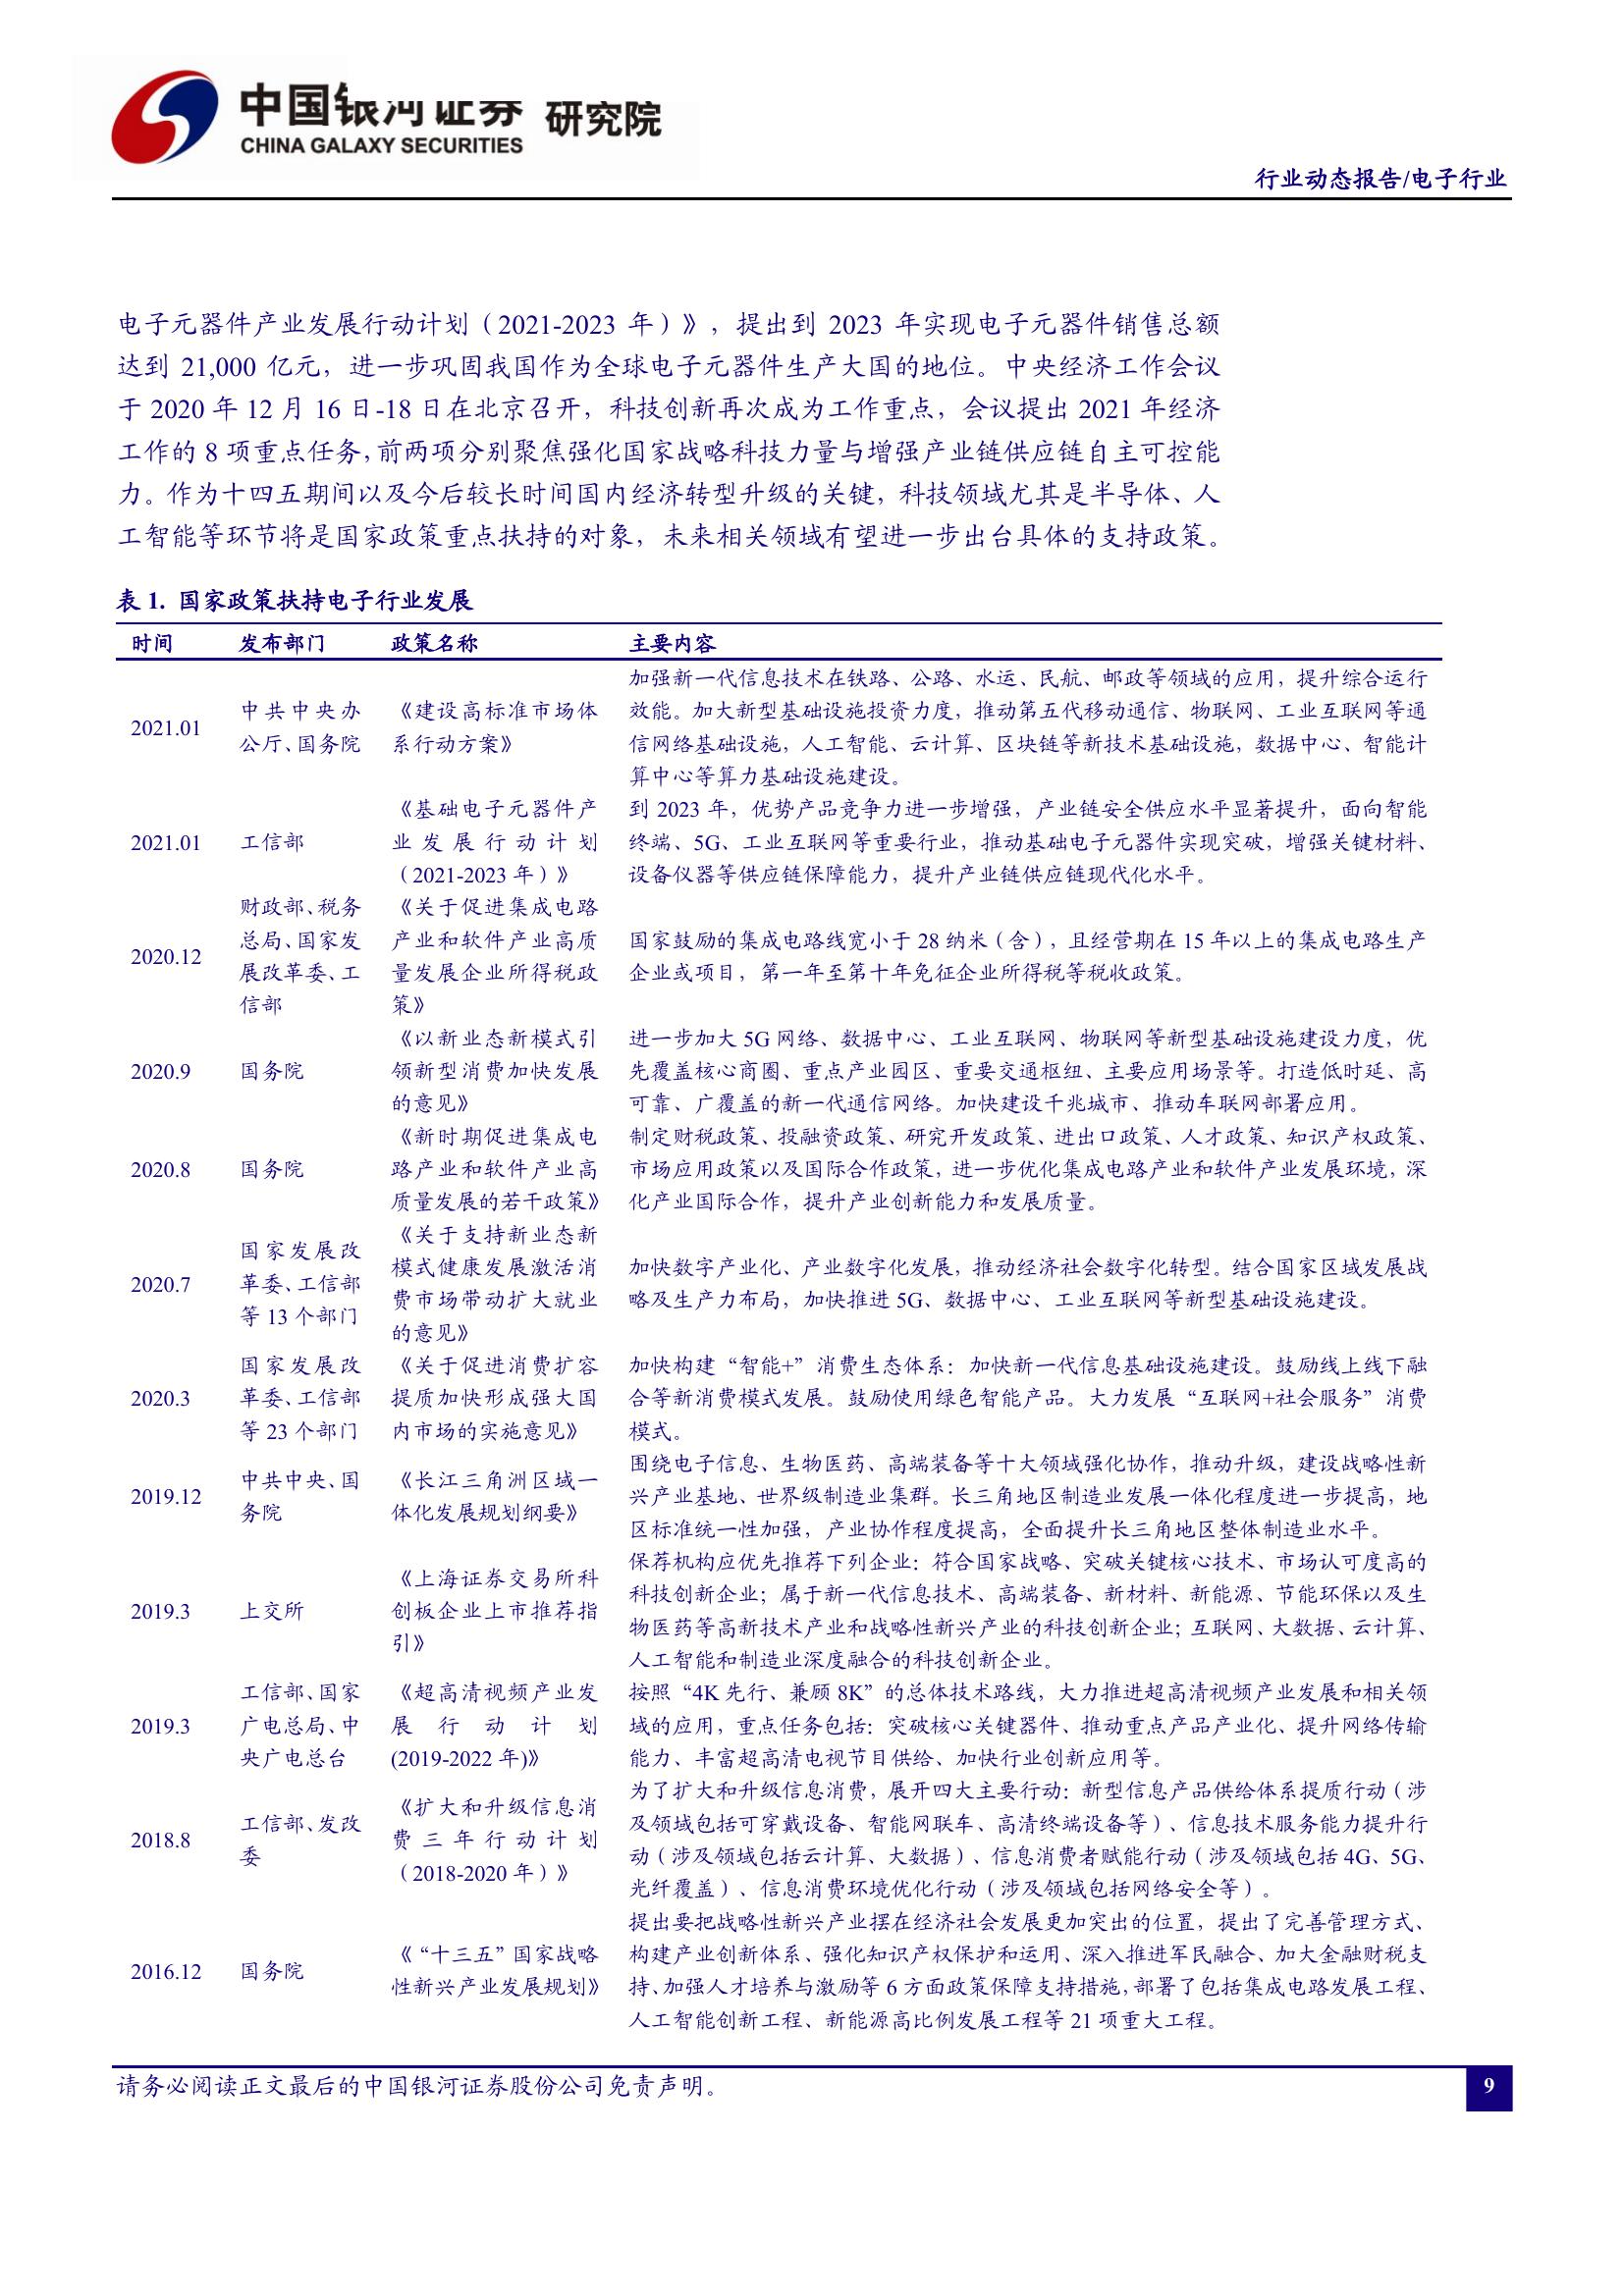 中国银河证券 研究院
CHINA GALAXY SECURITIES
行业动态报告/电子行业
电子元器件产业发展行动计划（2021-2023 年）》，提出到 2023 年实现电子元器件销售总额
达到 21,000 亿元，进一步巩固我国作为全球电子元器件生产大国的地位。中央经济工作会议
于 2020 年 12 月 16 日-18 日在北京召开，科技创新再次成为工作重点，会议提出 2021 年经济
工作的 8 项重点任务，前两项分别聚焦强化国家战略科技力量与增强产业链供应链自主可控能
力。作为十四五期间以及今后较长时间国内经济转型升级的关键，科技领域尤其是半导体、人
工智能等环节将是国家政策重点扶持的对象，未来相关领域有望进一步出台具体的支持政策。
表 1. 国家政策扶持电子行业发展
时间 发布部门 政策名称 主要内容
2021.01
中共中央办
公厅、国务院
《建设高标准市场体
系行动方案》
加强新一代信息技术在铁路、公路、水运、民航、邮政等领域的应用，提升综合运行
效能。加大新型基础设施投资力度，推动第五代移动通信、物联网、工业互联网等通
信网络基础设施，人工智能、云计算、区块链等新技术基础设施，数据中心、智能计
算中心等算力基础设施建设。
2021.01
工信部
《基础电子元器件产
业发展行动计划
（2021-2023 年）》
到 2023 年，优势产品竞争力进一步增强，产业链安全供应水平显著提升，面向智能
终端、5G、工业互联网等重要行业，推动基础电子元器件实现突破，增强关键材料、
设备仪器等供应链保障能力，提升产业链供应链现代化水平。
2020.12
财政部、税务
总局、国家发
展改革委、工
信部
《关于促进集成电路
产业和软件产业高质
量发展企业所得税政
策》
国家鼓励的集成电路线宽小于 28 纳米（含），且经营期在 15 年以上的集成电路生产
企业或项目，第一年至第十年免征企业所得税等税收政策。
2020.9
国务院
《以新业态新模式引
领新型消费加快发展
的意见》
进一步加大 5G 网络、数据中心、工业互联网、物联网等新型基础设施建设力度，优
先覆盖核心商圈、重点产业园区、重要交通枢纽、主要应用场景等。打造低时延、高
可靠、广覆盖的新一代通信网络。加快建设千兆城市、推动车联网部署应用。
2020.8
国务院
《新时期促进集成电
路产业和软件产业高
质量发展的若干政策》
制定财税政策、投融资政策、研究开发政策、进出口政策、人才政策、知识产权政策、
市场应用政策以及国际合作政策，进一步优化集成电路产业和软件产业发展环境，深
化产业国际合作，提升产业创新能力和发展质量。
2020.7
国家发展改
革委、工信部
等 13 个部门
《关于支持新业态新
模式健康发展激活消
费市场带动扩大就业
的意见》
加快数字产业化、产业数字化发展，推动经济社会数字化转型。结合国家区域发展战
略及生产力布局，加快推进 5G、数据中心、工业互联网等新型基础设施建设。
2020.3
国家发展改
革委、工信部
等 23 个部门
《关于促进消费扩容
提质加快形成强大国
内市场的实施意见》
加快构建“智能+”消费生态体系：加快新一代信息基础设施建设。鼓励线上线下融
合等新消费模式发展。鼓励使用绿色智能产品。大力发展“互联网+社会服务”消费
模式。
2019.12
中共中央、国
务院
《长江三角洲区域一
体化发展规划纲要》
围绕电子信息、生物医药、高端装备等十大领域强化协作，推动升级，建设战略性新
兴产业基地、世界级制造业集群。长三角地区制造业发展一体化程度进一步提高，地
区标准统一性加强，产业协作程度提高，全面提升长三角地区整体制造业水平。
2019.3
上交所
《上海证券交易所科
创板企业上市推荐指
引》
保荐机构应优先推荐下列企业：符合国家战略、突破关键核心技术、市场认可度高的
科技创新企业；属于新一代信息技术、高端装备、新材料、新能源、节能环保以及生
物医药等高新技术产业和战略性新兴产业的科技创新企业；互联网、大数据、云计算、
人工智能和制造业深度融合的科技创新企业。
2019.3
工信部、国家
广电总局、中
央广电总台
《超高清视频产业发
展行动计划
(2019-2022 年)》
按照“4K 先行、兼顾 8K”的总体技术路线，大力推进超高清视频产业发展和相关领
域的应用，重点任务包括：突破核心关键器件、推动重点产品产业化、提升网络传输
能力、丰富超高清电视节目供给、加快行业创新应用等。
2018.8
工信部、发改
委
《扩大和升级信息消
费三年行动计划
（2018-2020 年）》
为了扩大和升级信息消费，展开四大主要行动：新型信息产品供给体系提质行动（涉
及领域包括可穿戴设备、智能网联车、高清终端设备等）、信息技术服务能力提升行
动（涉及领域包括云计算、大数据）、信息消费者赋能行动（涉及领域包括 4G、5G、
光纤覆盖）、信息消费环境优化行动（涉及领域包括网络安全等）。
2016.12
国务院
《“十三五”国家战略
性新兴产业发展规划》
提出要把战略性新兴产业摆在经济社会发展更加突出的位置，提出了完善管理方式、
构建产业创新体系、强化知识产权保护和运用、深入推进军民融合、加大金融财税支
持、加强人才培养与激励等 6 方面政策保障支持措施，部署了包括集成电路发展工程、
人工智能创新工程、新能源高比例发展工程等 21 项重大工程。
请务必阅读正文最后的中国银河证券股份公司免责声明。
9